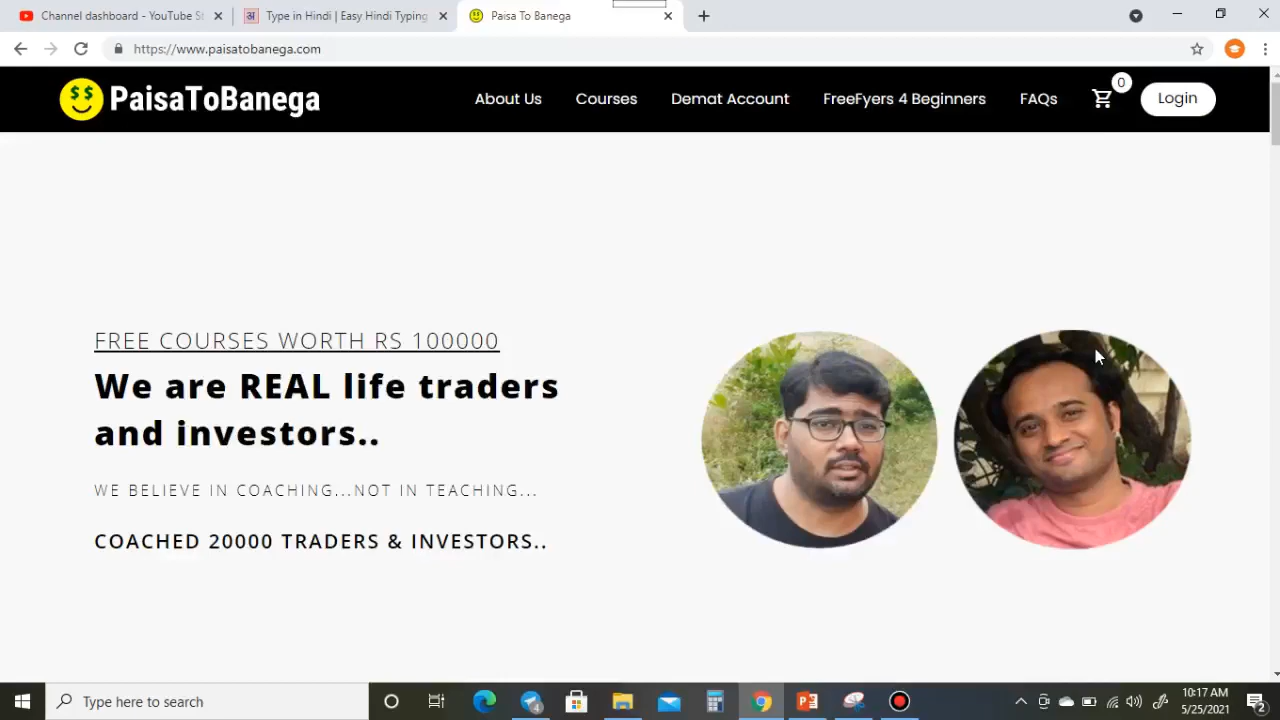 Channel dashboard - YouTube St
Type in Hindi | Easy Hindi Typing
Paisa To Banega
https://www.paisatobanega.com
PaisaToBanega
About Us
Courses
Demat Account
FreeFyers 4 Beginners
FAQs
0
Login
FREE COURSES WORTH RS 100000
We are REAL life traders
and investors..
WE BELIEVE IN COACHING...NOT IN TEACHING...
COACHED 20000 TRADERS & INVESTORS..
Type here to search
4
10:17 AM
5/25/2021
2